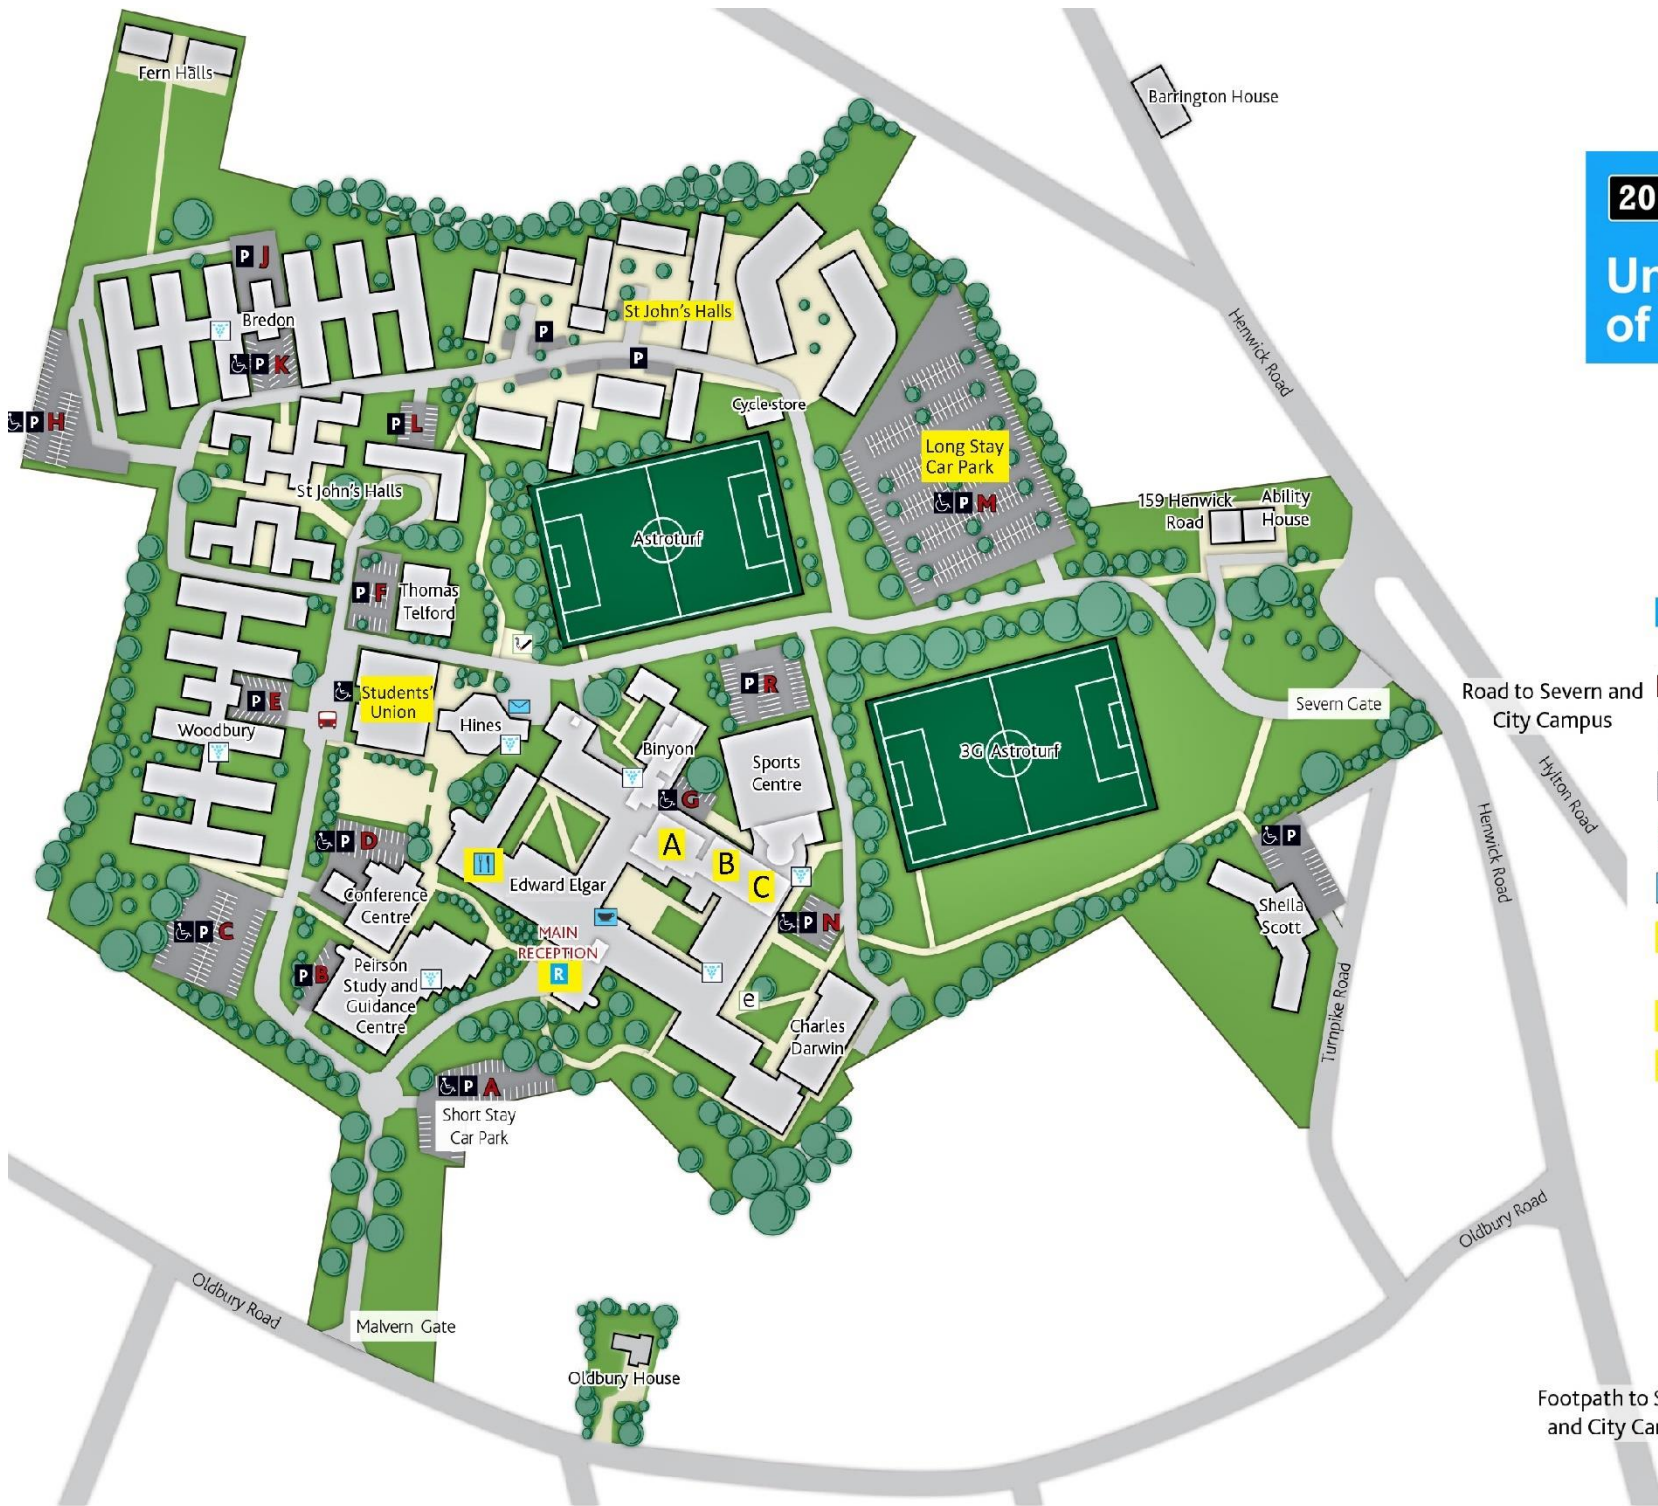 Fern Halls
Barrington House
20
Un
of
P J
Bredon
P K
P H
P L
P
P
St John's Halls
Cycle store
Henwick Road
Long Stay
Car Park
P M
159 Henwick
Road
Ability
House
St John's Halls
Astroturf
P F
Thomas
Telford
Students'
Union
P E
Woodbury
Hines
Binyon
P R
Sports
Centre
3G Astroturf
Severn Gate
Road to Severn and
City Campus
Hylton Road
Henwick Road
G
A
B
C
P D
Edward Elgar
Conference
Centre
P C
MAIN
RECEPTION
R
P N
P
Sheila
Scott
P B
Peirson
Study and
Guidance
Centre
e
Charles
Darwin
Turnpike Road
P A
Short Stay
Car Park
Oldbury Road
Oldbury Road
Malvern Gate
Oldbury House
Footpath to S
and City Ca